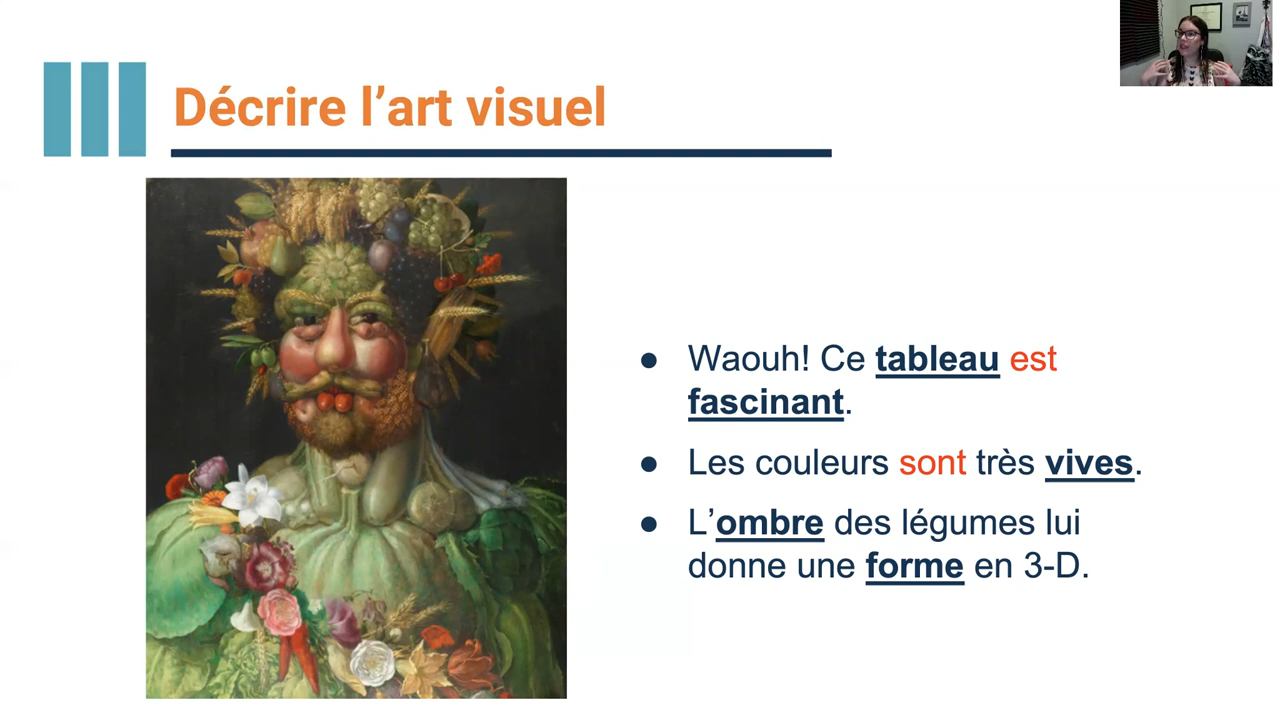 Décrire l’art visuel
● Waouh! Ce tableau est
fascinant.
● Les couleurs sont très vives.
● L’ombre des légumes lui
donne une forme en 3-D.